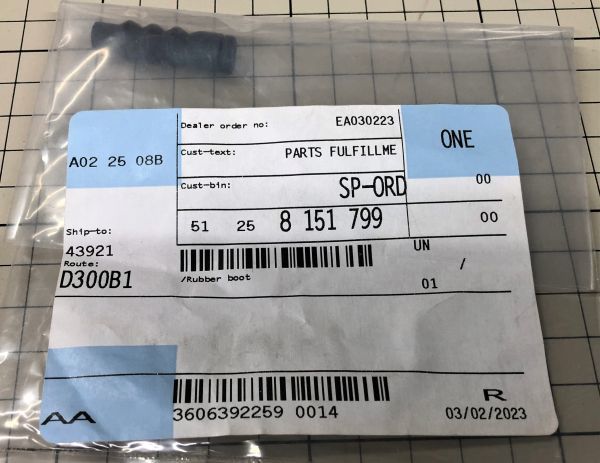 A02 25 08B
Dealer order no: EA030223
ONE
Cust-text: PARTS FULFILLME
Cust-bin: SP-ORD
00
51 25 8 151 799
00
Ship-to:
43921
Route:
D300B1
UN
/
01
/Rubber boot
AA
3606392259 0014
R
03/02/2023